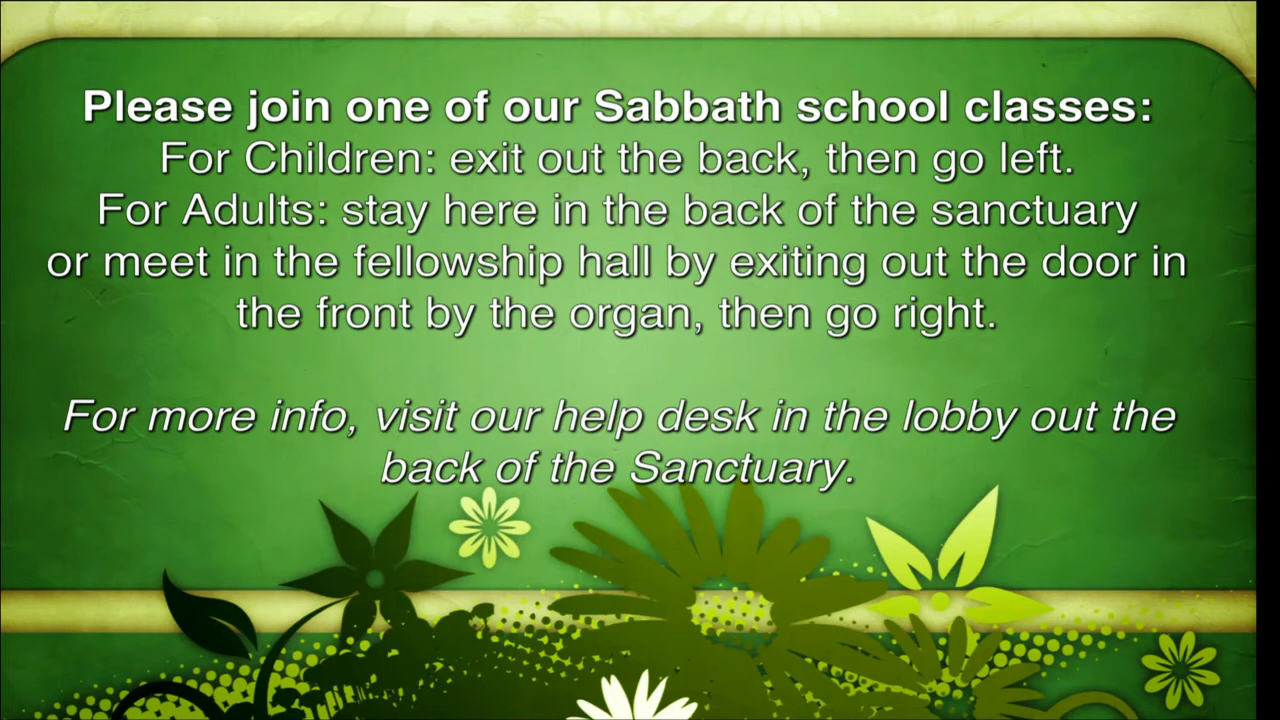 Please join one of our Sabbath school classes:
For Children: exit out the back, then go left.
For Adults: stay here in the back of the sanctuary
or meet in the fellowship hall by exiting out the door in
the front by the organ, then go right.
For more info, visit our help desk in the lobby out the
back of the Sanctuary.